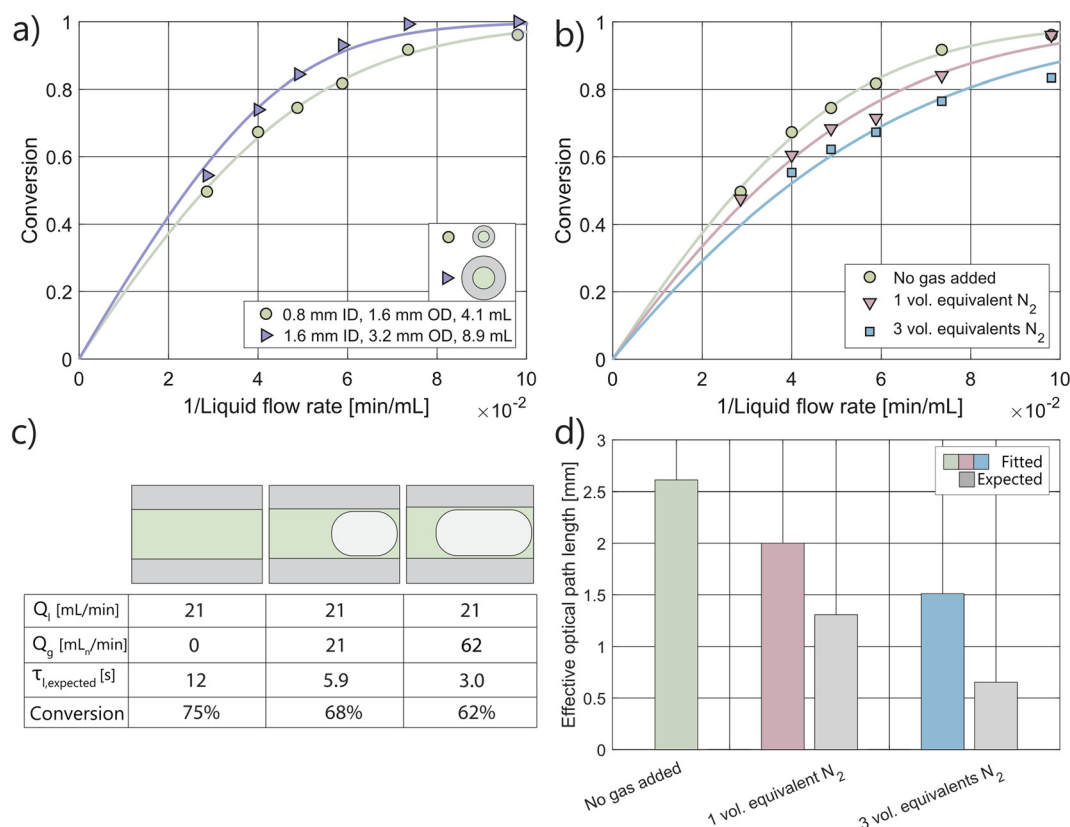 a)
Conversion
1
0.8
0.6
0.4
0.2
0
0 2 4 6 8 10
1/Liquid flow rate [min/mL] ×10⁻²
0.8 mm ID, 1.6 mm OD, 4.1 mL
1.6 mm ID, 3.2 mm OD, 8.9 mL
b)
Conversion
1
0.8
0.6
0.4
0.2
0
0 2 4 6 8 10
1/Liquid flow rate [min/mL] ×10⁻²
No gas added
1 vol. equivalent N₂
3 vol. equivalents N₂
c)
Q_l [mL/min] 21 21 21
Q_g [mL_n/min] 0 21 62
τ_l,expected [s] 12 5.9 3.0
Conversion 75% 68% 62%
d)
Effective optical path length [mm]
3
2.5
2
1.5
1
0.5
0
Fitted
Expected
No gas added
1 vol. equivalent N₂
3 vol. equivalents N₂